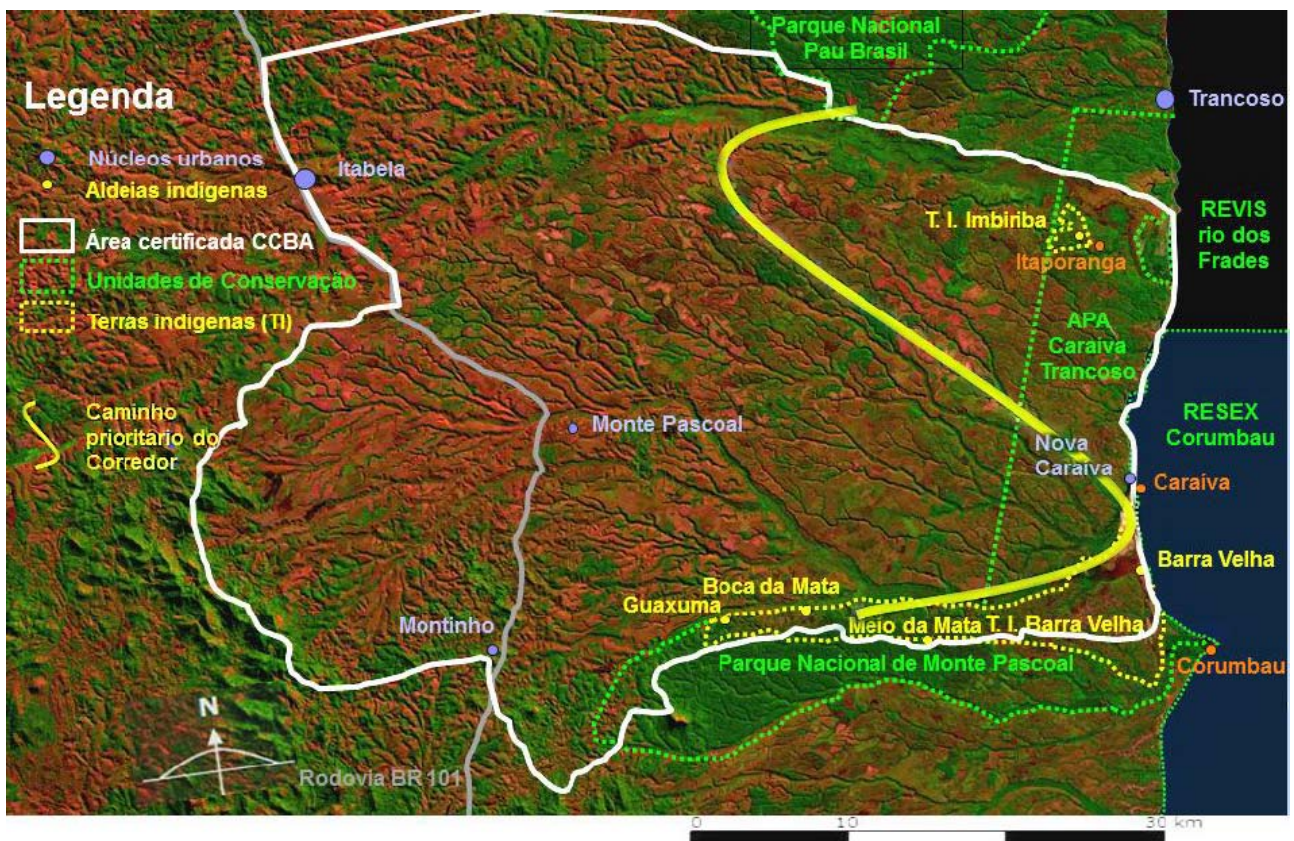 Parque Nacional
Pau Brasil
Legenda
Trancoso
Núcleos urbanos
Itabela
Aldeias indígenas
T. I. Imbiriba
REVIS
rio dos
Frades
Área certificada CCBA
Itaporanga
Unidades de Conservação
Terras indígenas (TI)
APA
Caraiva
Trancoso
Caminho
prioritário do
Corredor
RESEX
Corumbau
Monte Pascoal
Nova
Caraiva
Caraíva
Barra Velha
Boca da Mata
Guaxuma
Montinho
Meio da Mata
T. I. Barra Velha
Parque Nacional de Monte Pascoal
Corumbau
N
Rodovia BR 101
0 10 30 km